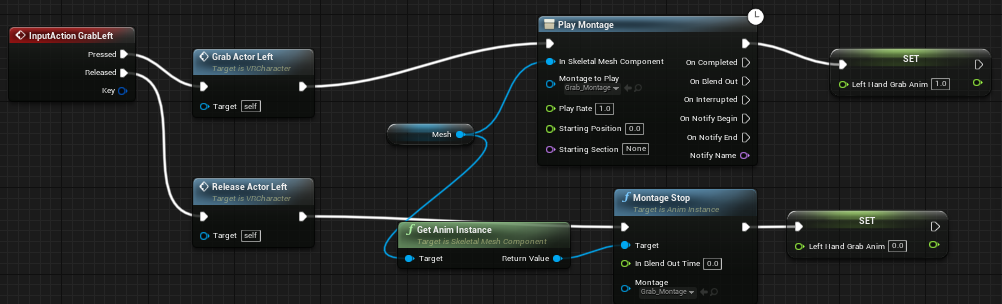 InputAction GrabLeft
Pressed
Released
Key
Grab Actor Left
Target is VRCharacter
Target self
Mesh
Play Montage
In Skeletal Mesh Component
Montage to Play
Grab_Montage
Play Rate 1.0
Starting Position 0.0
Starting Section None
On Completed
On Blend Out
On Interrupted
On Notify Begin
On Notify End
Notify Name
SET
Left Hand Grab Anim 1.0
Release Actor Left
Target is VRCharacter
Target self
Get Anim Instance
Target is Skeletal Mesh Component
Target Return Value
Montage Stop
Target is Anim Instance
Target
In Blend Out Time 0.0
Montage
Grab_Montage
SET
Left Hand Grab Anim 0.0